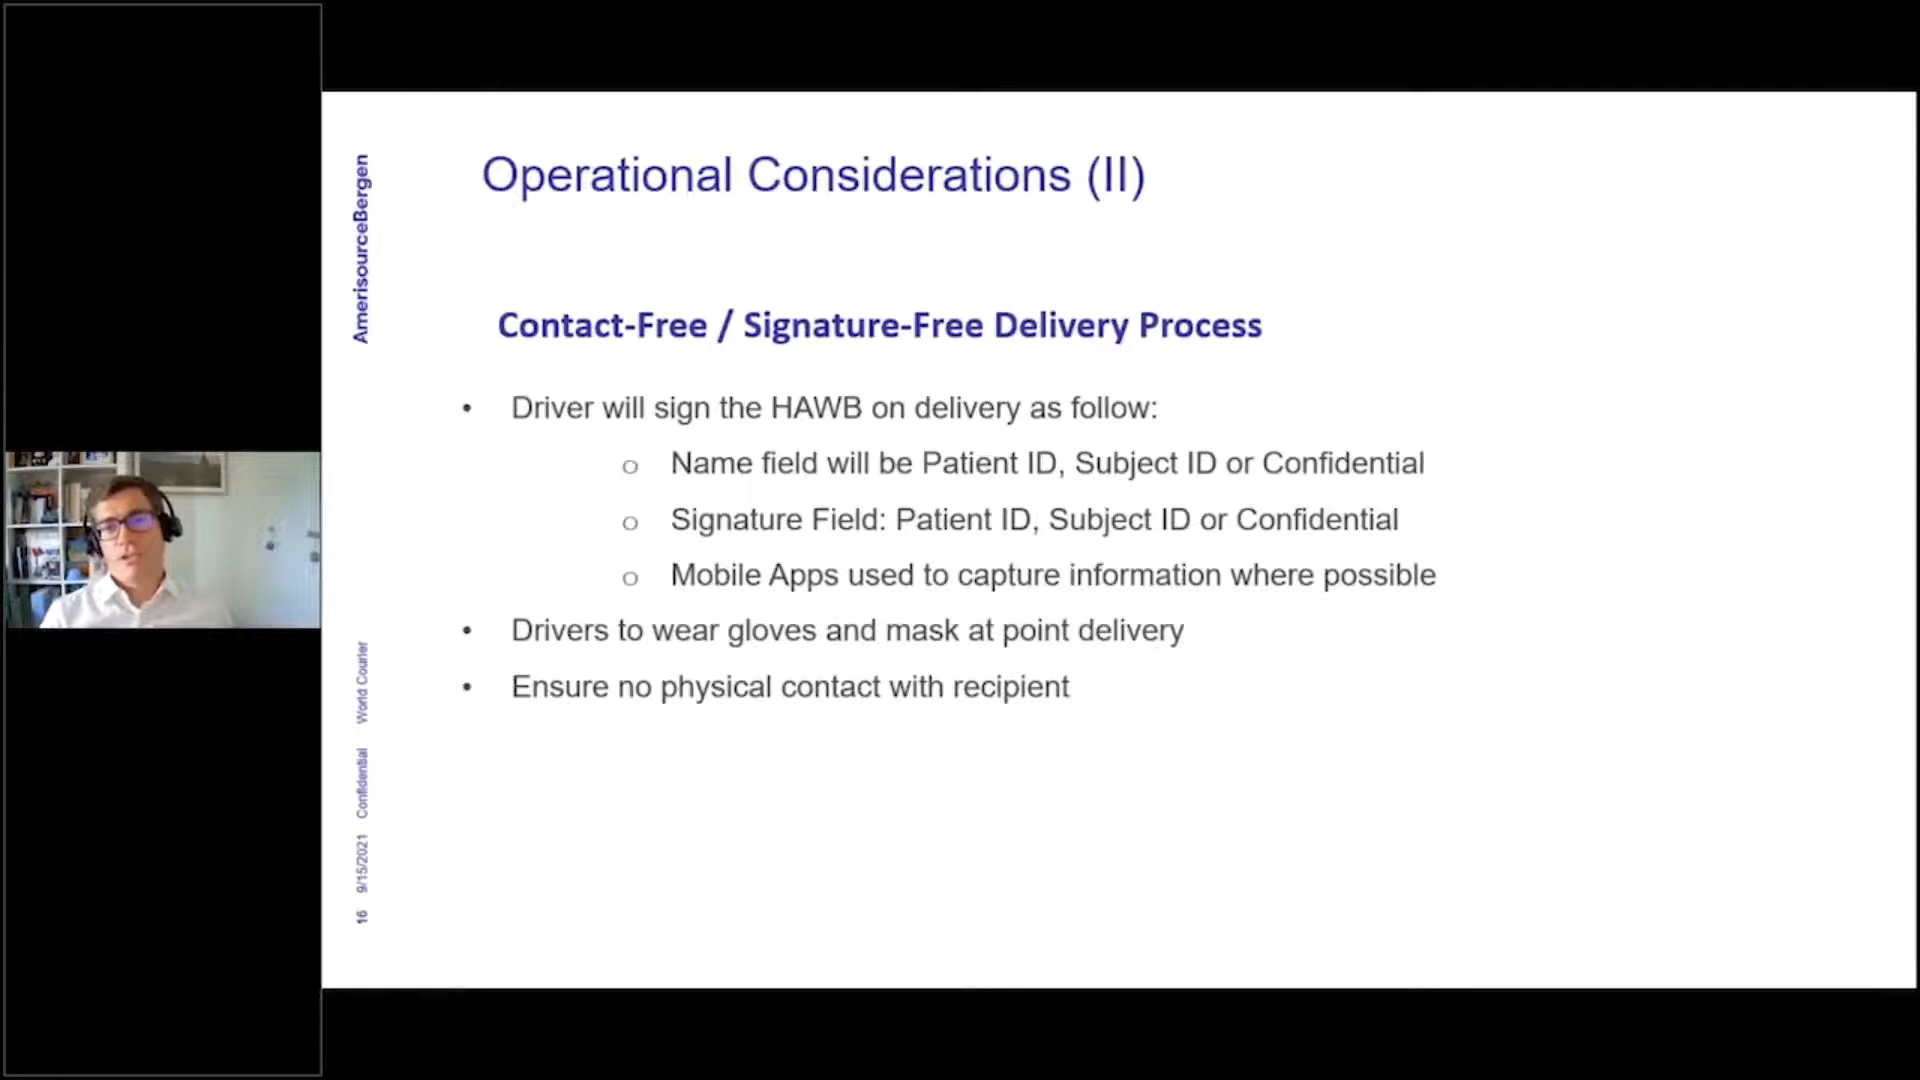 Operational Considerations (II)
AmerisourceBergen
Contact-Free / Signature-Free Delivery Process
• Driver will sign the HAWB on delivery as follow:
o Name field will be Patient ID, Subject ID or Confidential
o Signature Field: Patient ID, Subject ID or Confidential
o Mobile Apps used to capture information where possible
• Drivers to wear gloves and mask at point delivery
• Ensure no physical contact with recipient
16 9/15/2021 Confidential World Courier